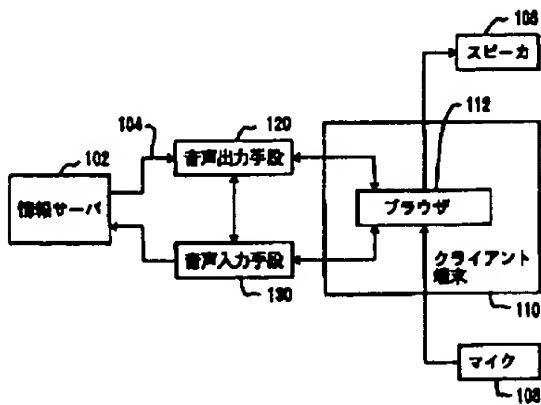 106
スピーカ
120
112
104
102
音声出力手段
情報サーバ
ブラウザ
音声入力手段
クライアント
端末
130
110
マイク
108